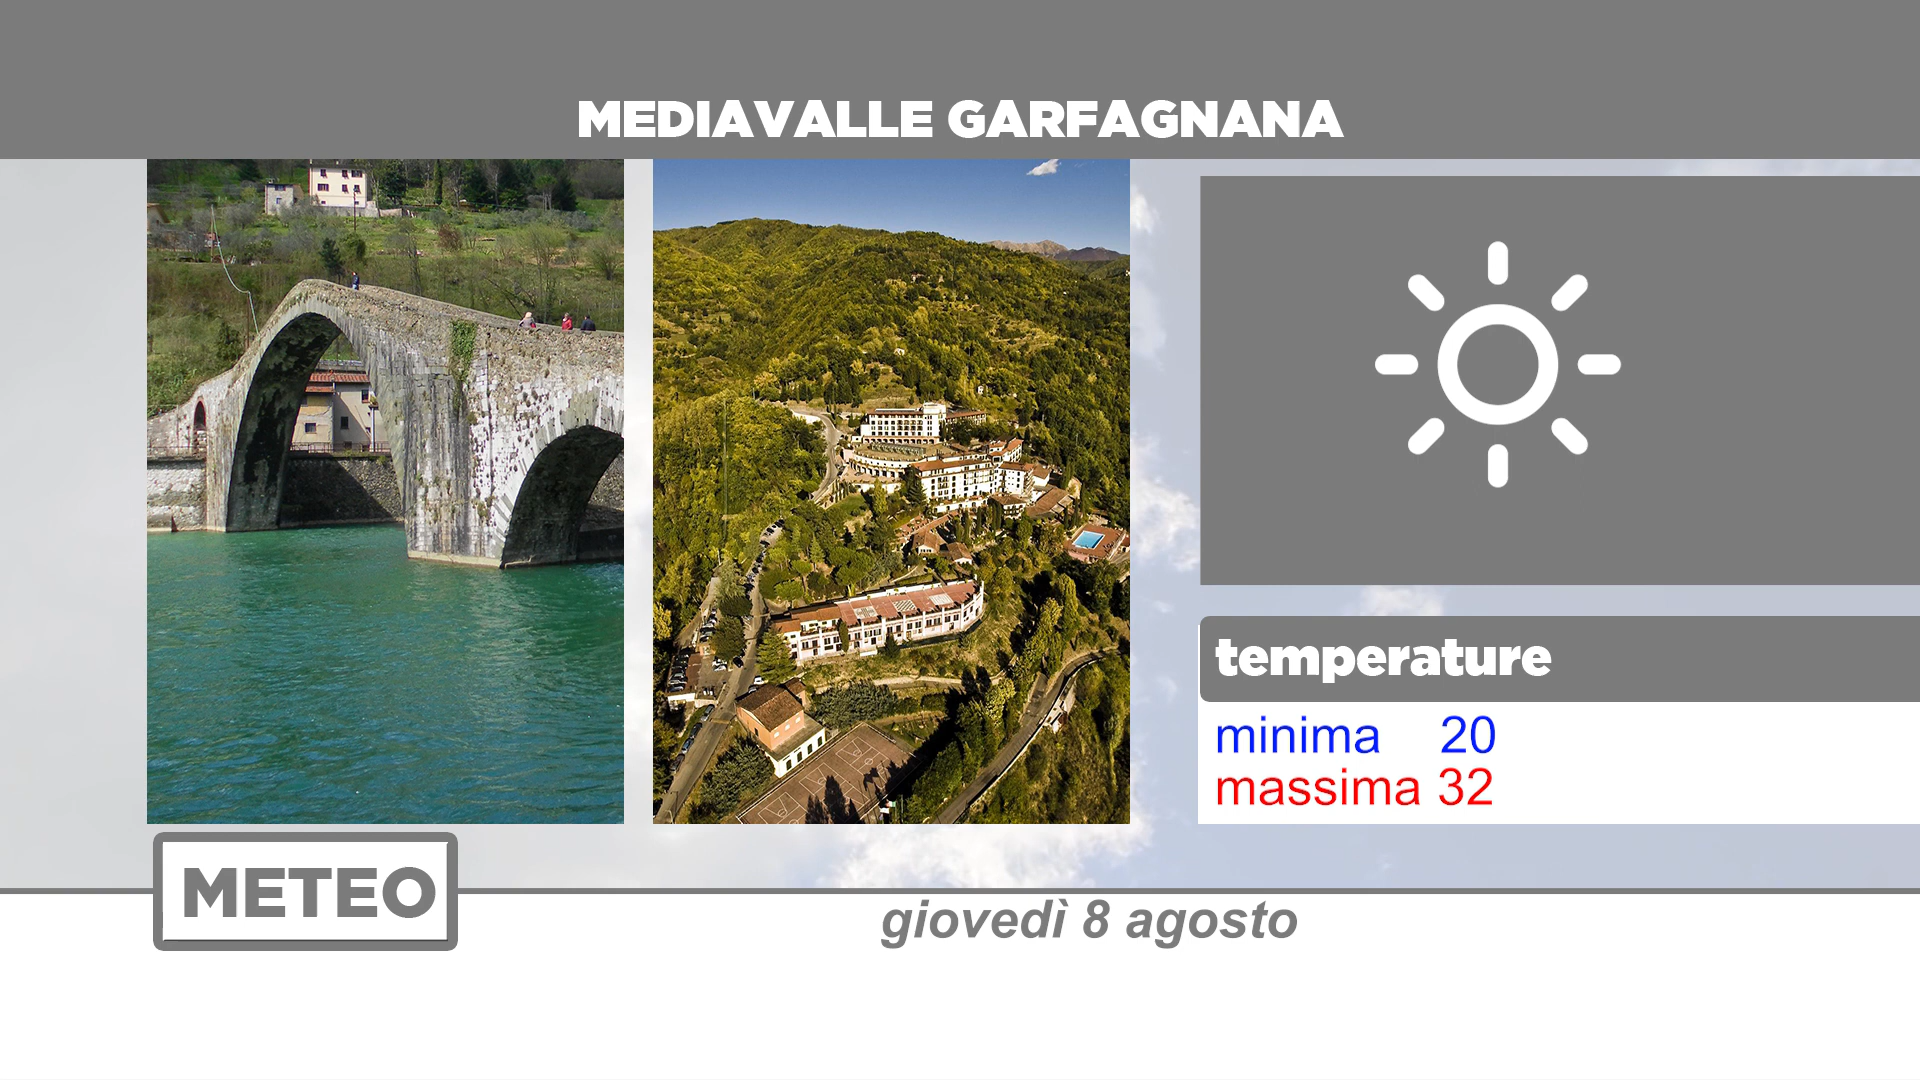 MEDIAVALLE GARFAGNANA
temperature
minima 20
massima 32
METEO
giovedì 8 agosto